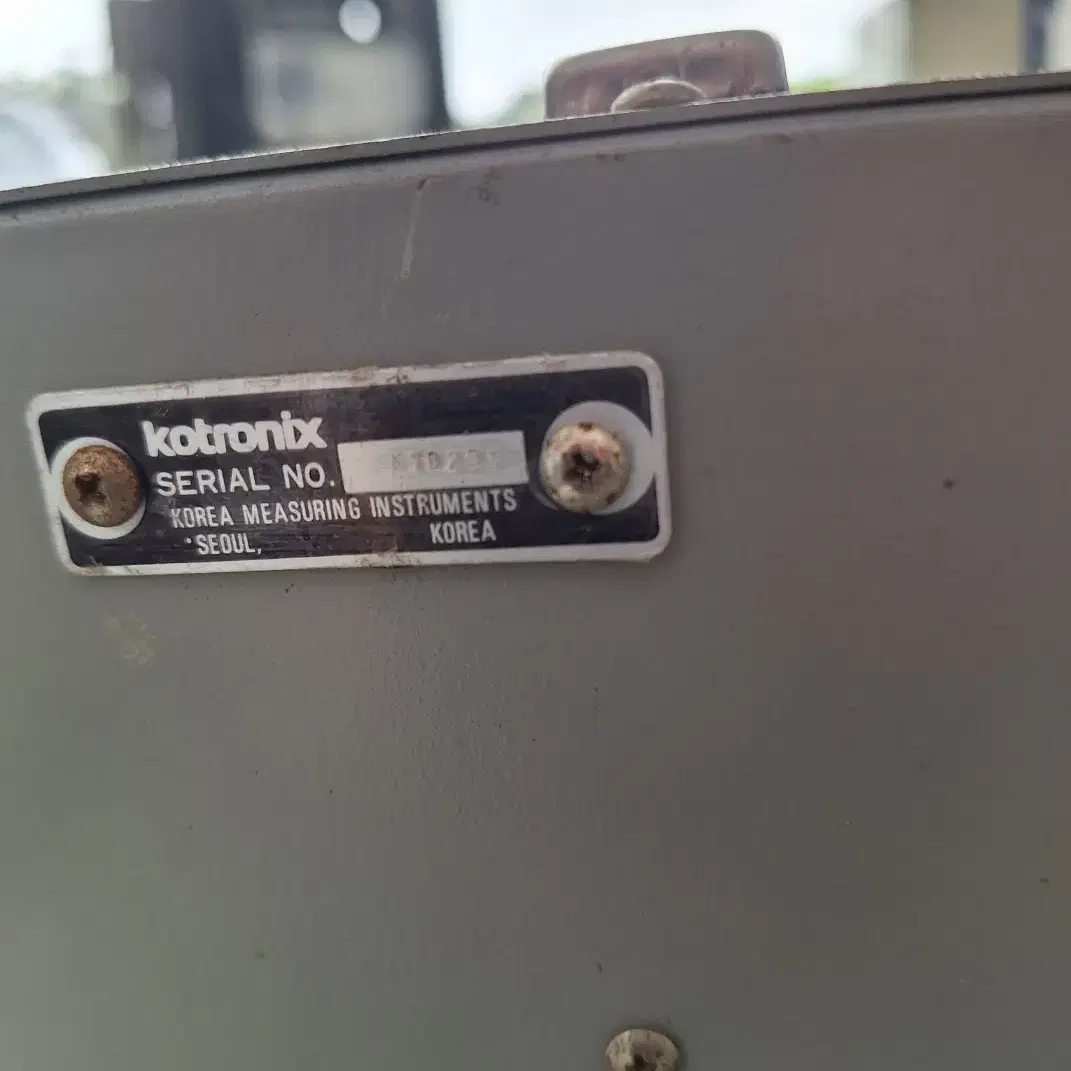 kotronix
SERIAL NO.
KOREA MEASURING INSTRUMENTS
SEOUL, KOREA